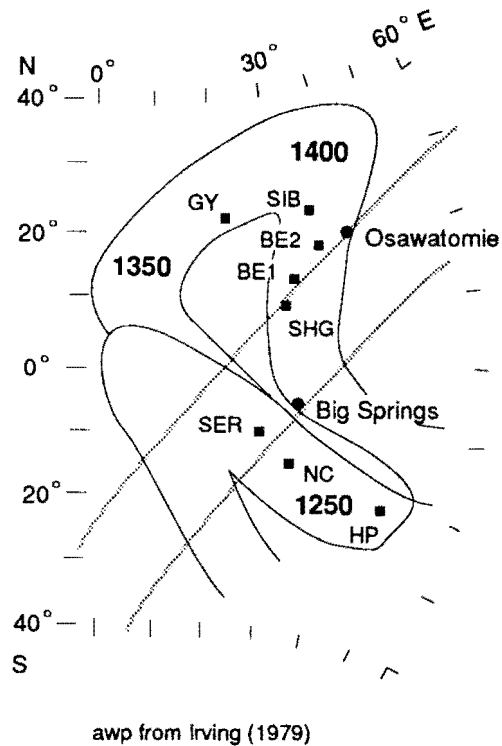 60° E
30°
0°
N
40°
1400
SIB
GY
20°
BE2
Osawatomie
1350
BE1
SHG
0°
Big Springs
SER
NC
20°
1250
HP
40°
S
awp from Irving (1979)